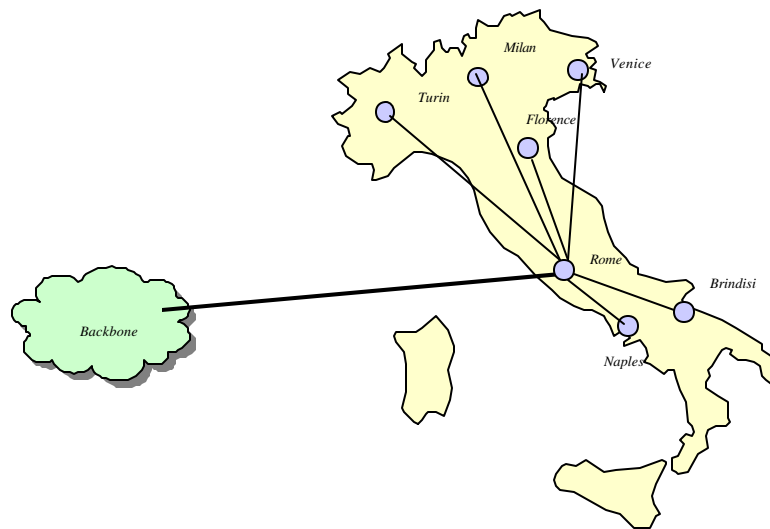 Milan
Venice
Turin
Florence
Rome
Brindisi
Backbone
Naples